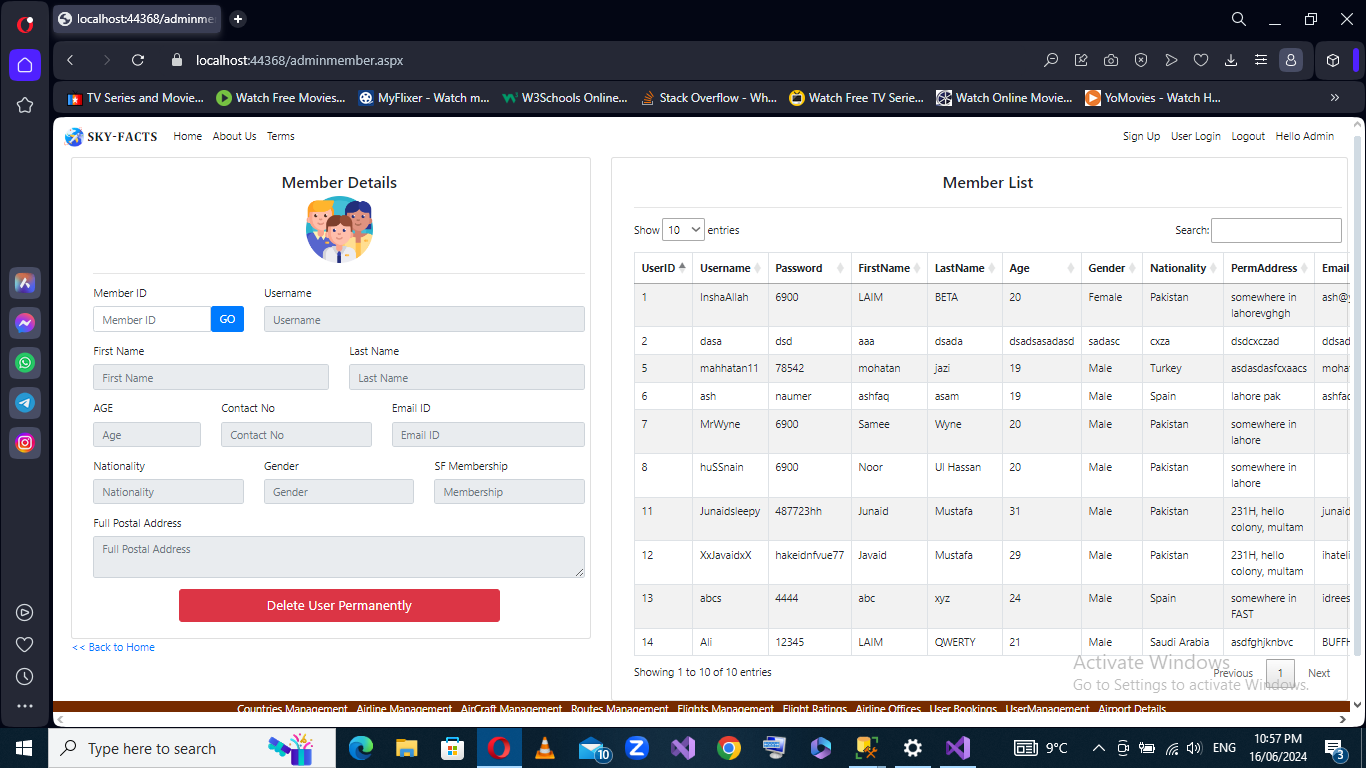 localhost:44368/adminme
localhost:44368/adminmember.aspx
TV Series and Movie... Watch Free Movies... MyFlixer - Watch m... W3Schools Online... Stack Overflow - Wh... Watch Free TV Serie... Watch Online Movie... YoMovies - Watch H...
SKY-FACTS Home About Us Terms Sign Up User Login Logout Hello Admin
Member Details
Member ID Username
Member ID GO Username
First Name Last Name
First Name Last Name
AGE Contact No Email ID
Age Contact No Email ID
Nationality Gender SF Membership
Nationality Gender Membership
Full Postal Address
Full Postal Address
Delete User Permanently
<< Back to Home
Member List
Show 10 entries Search:
UserID Username Password FirstName LastName Age Gender Nationality PermAddress Email
1 InshaAllah 6900 LAIM BETA 20 Female Pakistan somewhere in ash@y
lahorevghgh
2 dasa dsd aaa dsada dsadsasadasd sadasc cxza dsdcxczad ddsad
5 mahhatan11 78542 mohatan jazi 19 Male Turkey asdasdasfcxaacs moha
6 ash naumer ashfaq asam 19 Male Spain lahore pak ashfac
7 MrWyne 6900 Samee Wyne 20 Male Pakistan somewhere in
lahore
8 huSSnain 6900 Noor Ul Hassan 20 Male Pakistan somewhere in
lahore
11 Junaidsleepy 487723hh Junaid Mustafa 31 Male Pakistan 231H, hello junaid
colony, multam
12 XxJavaidxX hakeidnfvue77 Javaid Mustafa 29 Male Pakistan 231H, hello ihateli
colony, multam
13 abcs 4444 abc xyz 24 Male Spain somewhere in idrees
FAST
14 Ali 12345 LAIM QWERTY 21 Male Saudi Arabia asdfghjknbvc BUFFH
Showing 1 to 10 of 10 entries Previous 1 Next
Activate Windows
Go to Settings to activate Windows.
Countries Management Airline Management AirCraft Management Routes Management Flights Management Flight Ratings Airline Offices User Bookings UserManagement Airport Details
Type here to search 10 9°C ENG 10:57 PM
16/06/2024 3